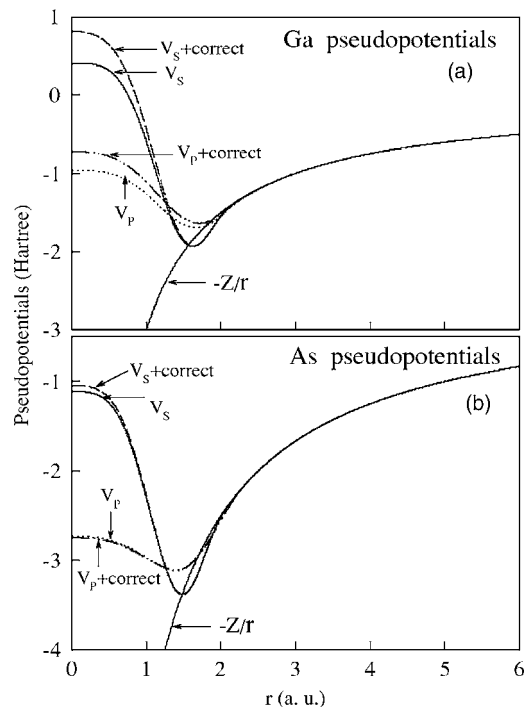 1
Ga pseudopotentials
V_S+correct
(a)
V_S
0
V_P+correct
-1
V_P
-2
-Z/r
-3
Pseudopotentials (Hartree)
As pseudopotentials
V_S+correct
(b)
-1
V_S
-2
V_P
-3
V_P+correct
-Z/r
-4
0 1 2 3 4 5 6
r (a. u.)